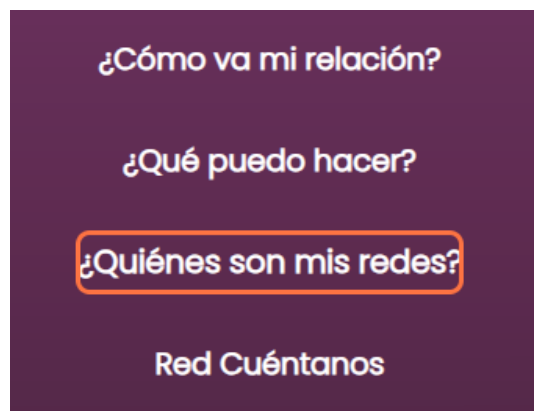 ¿Cómo va mi relación?
¿Qué puedo hacer?
¿Quiénes son mis redes?
Red Cuéntanos